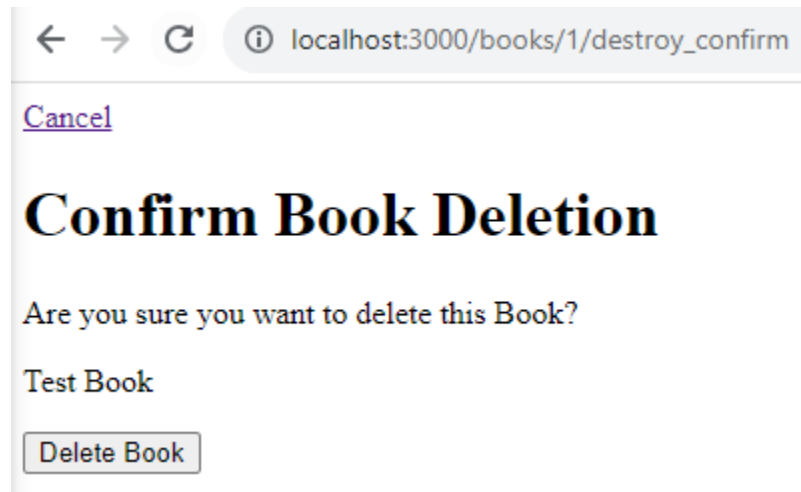 localhost:3000/books/1/destroy_confirm
Cancel
Confirm Book Deletion
Are you sure you want to delete this Book?
Test Book
Delete Book